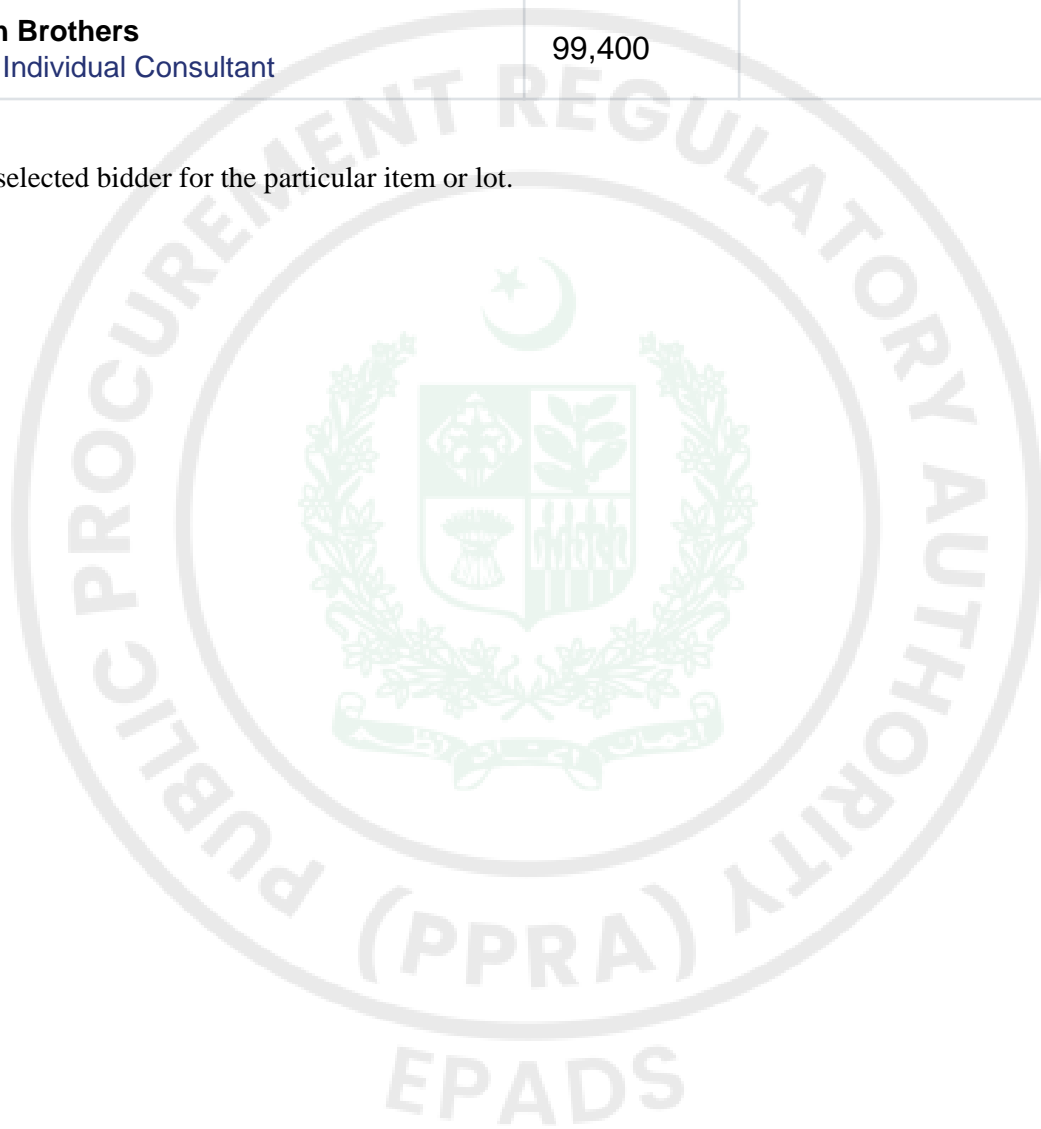 n Brothers
Individual Consultant
99,400
selected bidder for the particular item or lot.
PUBLIC PROCUREMENT REGULATORY AUTHORITY
(PPRA)
EPADS